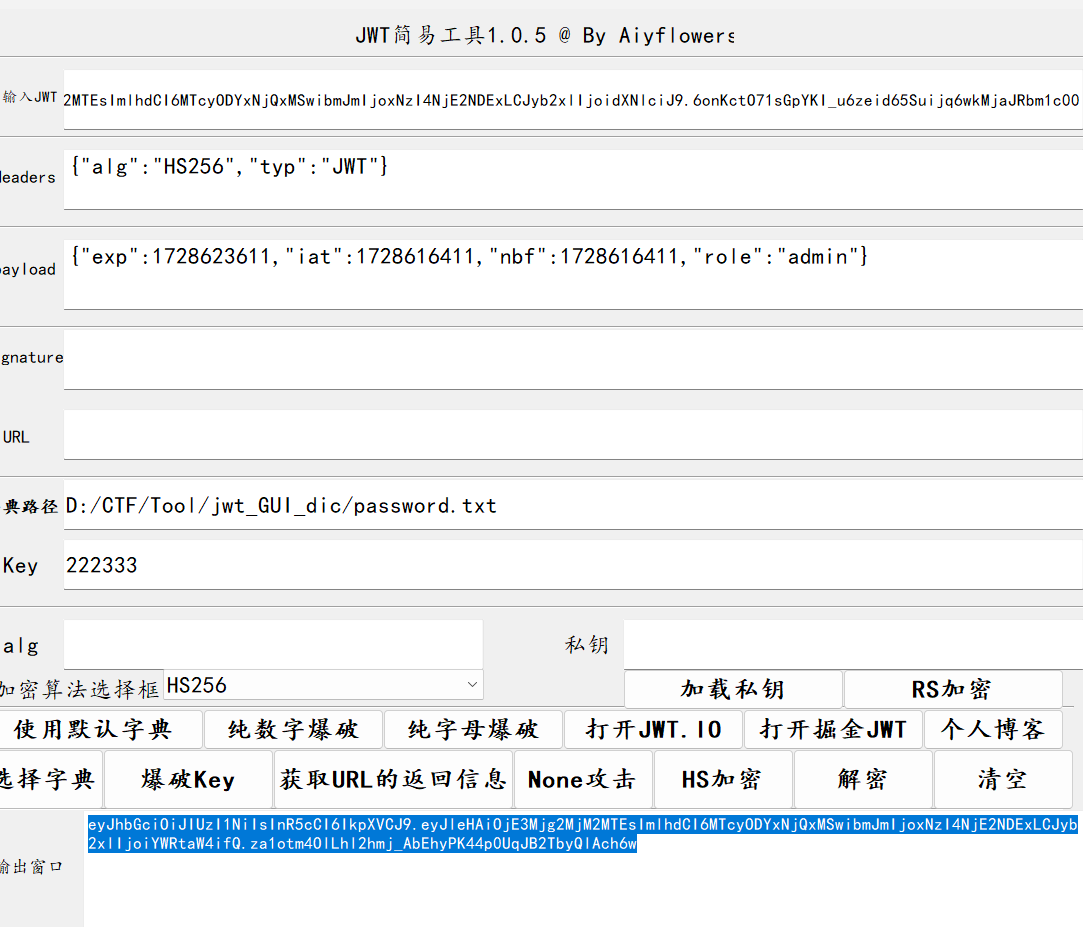 JWT简易工具1.0.5 @ By Aiyflowers
输入JWT
2MTEsImlhdCI6MTcyODYxNjQxMSwibmJmIjoxNzI4NjE2NDExLCJyb2xlIjoidXNlciJ9.6onKctO71sGpYKI_u6zeid65Suijq6wkMjaJRbm1c00
eaders {"alg":"HS256","typ":"JWT"}
payload {"exp":1728623611,"iat":1728616411,"nbf":1728616411,"role":"admin"}
gnature
URL
典路径 D:/CTF/Tool/jwt_GUI_dic/password.txt
Key 222333
alg 私钥
加密算法选择框 HS256 加载私钥 RS加密
使用默认字典 纯数字爆破 纯字母爆破 打开JWT.IO 打开掘金JWT 个人博客
选择字典 爆破Key 获取URL的返回信息 None攻击 HS加密 解密 清空
eyJhbGciOiJIUzI1NiIsInR5cCI6IkpXVCJ9.eyJleHAiOjE3Mjg2MjM2MTEsImlhdCI6MTcyODYxNjQxMSwibmJmIjoxNzI4NjE2NDExLCJyb
2xlIjoiYWRtaW4ifQ.za1otm4OlLhl2hmj_AbEhyPK44pOUqJB2TbyQlAch6w
输出窗口